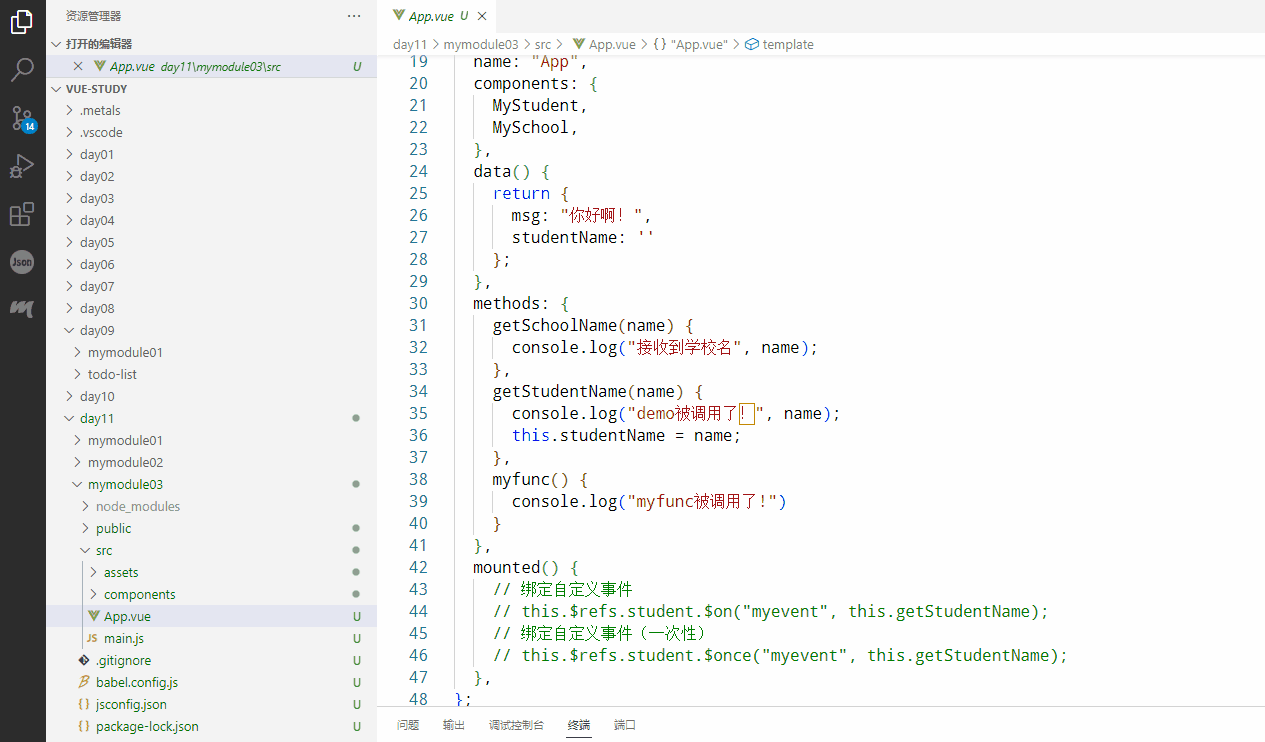 资源管理器 ...
打开的编辑器
App.vue day11\mymodule03\src U
14
VUE-STUDY
.metals
.vscode
day01
day02
day03
day04
day05
day06
day07
day08
day09
mymodule01
todo-list
day10
day11
mymodule01
mymodule02
mymodule03
node_modules
public
src
assets
components
App.vue U
JS main.js U
.gitignore U
babel.config.js U
{} jsconfig.json U
{} package-lock.json U
Json
App.vue U
day11 > mymodule03 > src > App.vue > {} "App.vue" > template
19 name: "App",
20 components: {
21 MyStudent,
22 MySchool,
23 },
24 data() {
25 return {
26 msg: "你好啊！",
27 studentName: ''
28 };
29 },
30 methods: {
31 getSchoolName(name) {
32 console.log("接收到学校名", name);
33 },
34 getStudentName(name) {
35 console.log("demo被调用了！", name);
36 this.studentName = name;
37 },
38 myfunc() {
39 console.log("myfunc被调用了!")
40 }
41 },
42 mounted() {
43 // 绑定自定义事件
44 // this.$refs.student.$on("myevent", this.getStudentName);
45 // 绑定自定义事件（一次性）
46 // this.$refs.student.$once("myevent", this.getStudentName);
47 },
48 };
问题 输出 调试控制台 终端 端口